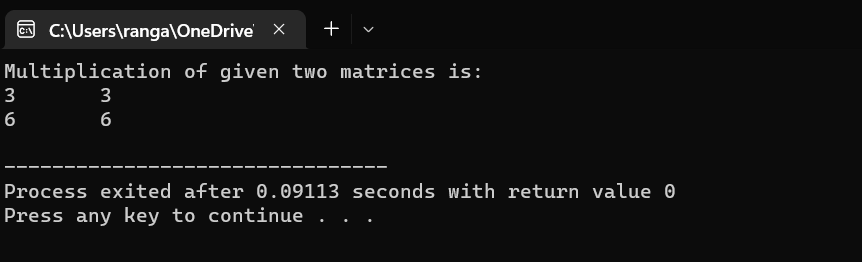 C:\Users\ranga\OneDrive\
Multiplication of given two matrices is:
3       3
6       6
--------------------------------
Process exited after 0.09113 seconds with return value 0
Press any key to continue . . .